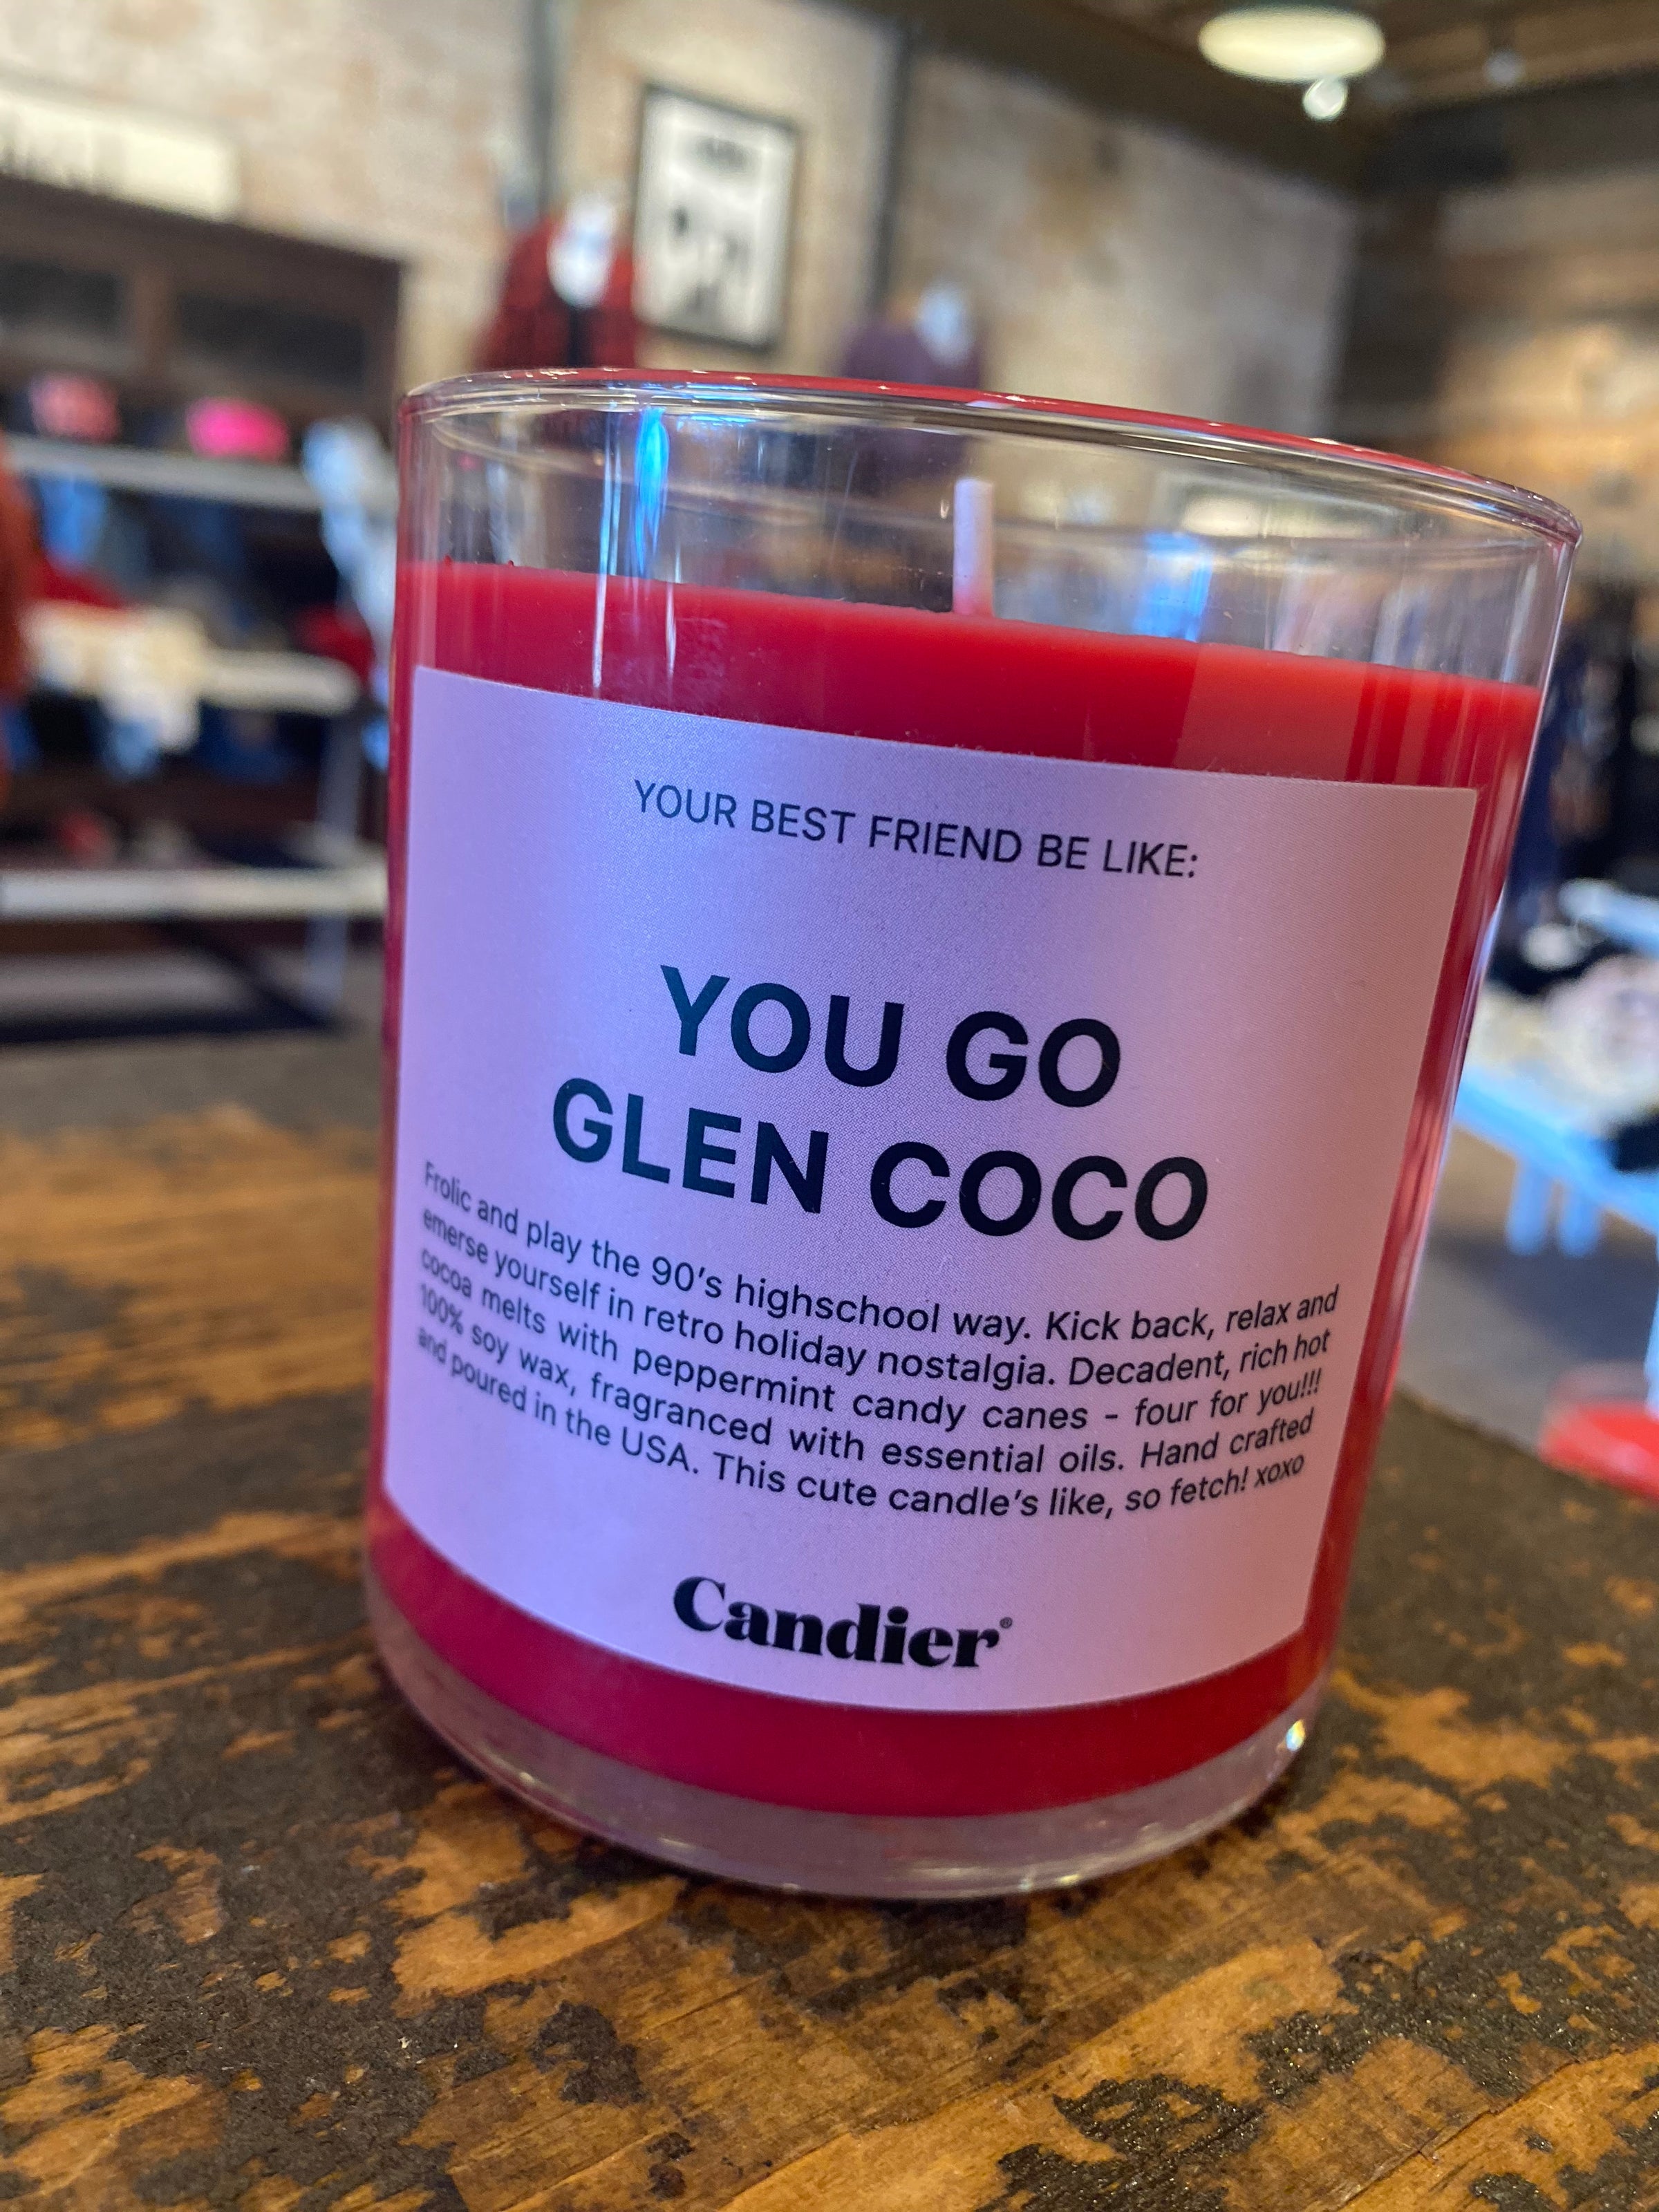 YOUR BEST FRIEND BE LIKE:
YOU GO
GLEN COCO
Frolic and play the 90's highschool way. Kick back, relax and
emerse yourself in retro holiday nostalgia. Decadent, rich hot
cocoa melts with peppermint candy canes - four for you!!!
100% soy wax, fragranced with essential oils. Hand crafted
and poured in the USA. This cute candle's like, so fetch! xoxo
Candier®